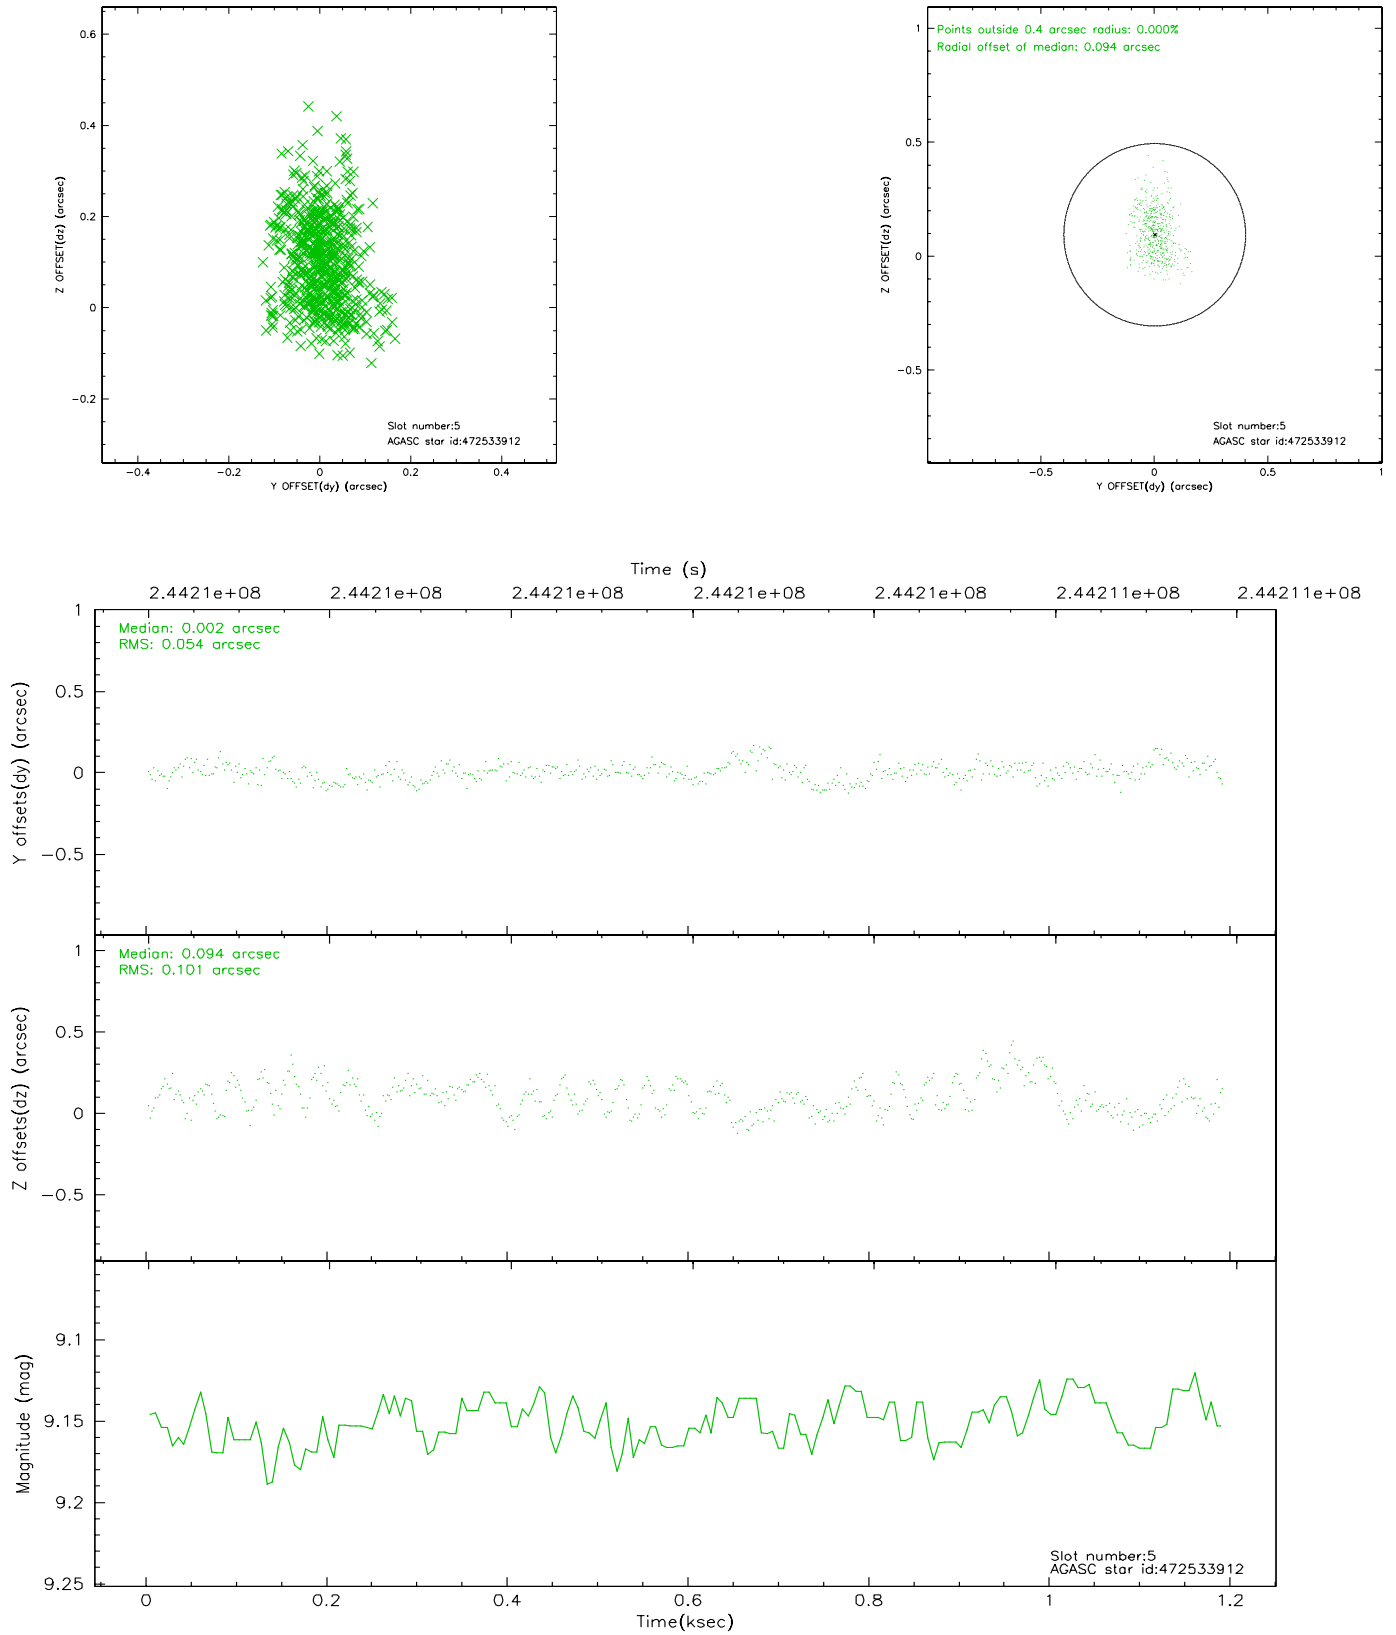 0.6
0.4
0.2
0
−0.2
Z OFFSET(dz) (arcsec)
Slot number:5
AGASC star id:472533912
−0.4 −0.2 0 0.2 0.4
Y OFFSET(dy) (arcsec)
Points outside 0.4 arcsec radius: 0.000%
Radial offset of median: 0.094 arcsec
1
0.5
0
−0.5
Z OFFSET(dz) (arcsec)
Slot number:5
AGASC star id:472533912
−0.5 0 0.5 1
Y OFFSET(dy) (arcsec)
Time (s)
2.4421e+08 2.4421e+08 2.4421e+08 2.4421e+08 2.4421e+08 2.44211e+08 2.44211e+08
Median: 0.002 arcsec
RMS: 0.054 arcsec
1
0.5
0
−0.5
Y offsets(dy) (arcsec)
Median: 0.094 arcsec
RMS: 0.101 arcsec
1
0.5
0
−0.5
Z offsets(dz) (arcsec)
9.1
9.15
9.2
9.25
Magnitude (mag)
Slot number:5
AGASC star id:472533912
0 0.2 0.4 0.6 0.8 1 1.2
Time(ksec)